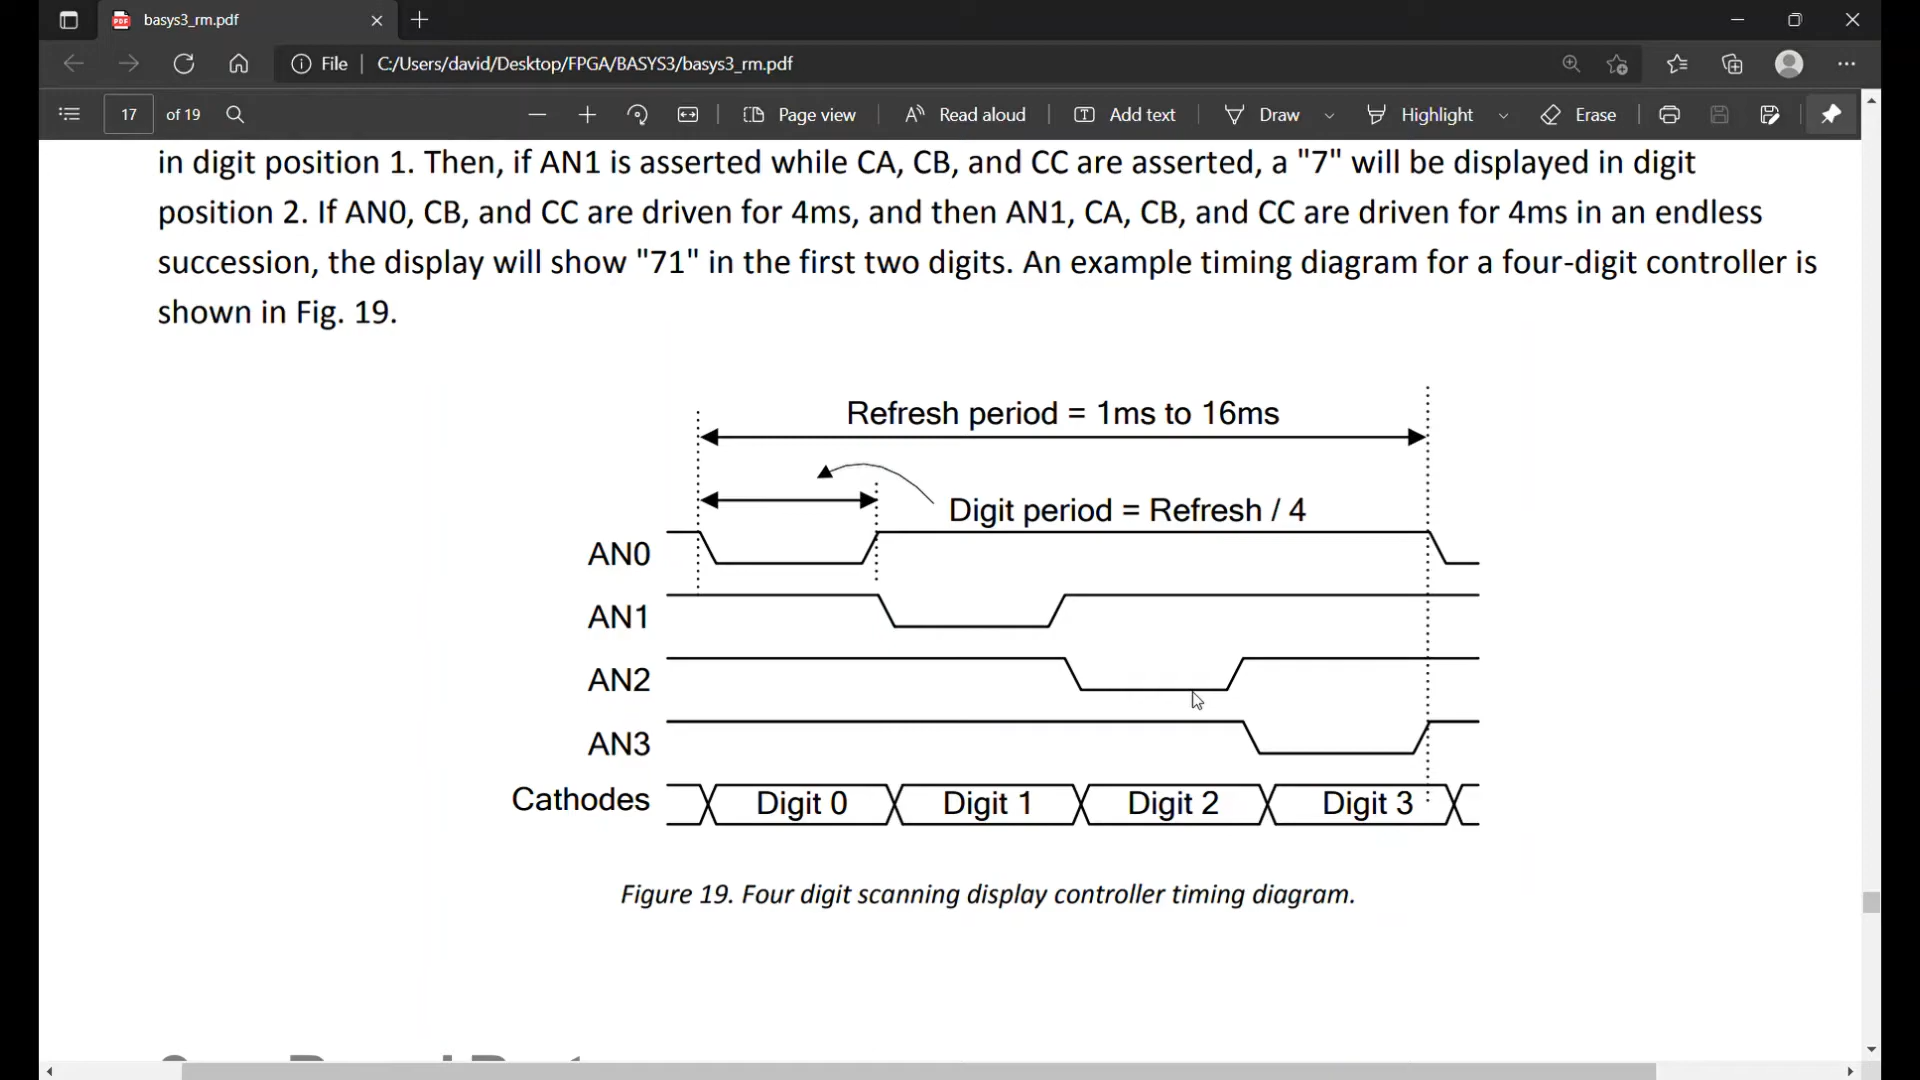 basys3_rm.pdf
File
C:/Users/david/Desktop/FPGA/BASYS3/basys3_rm.pdf
17 of 19
Page view
Read aloud
Add text
Draw
Highlight
Erase
in digit position 1. Then, if AN1 is asserted while CA, CB, and CC are asserted, a "7" will be displayed in digit
position 2. If AN0, CB, and CC are driven for 4ms, and then AN1, CA, CB, and CC are driven for 4ms in an endless
succession, the display will show "71" in the first two digits. An example timing diagram for a four-digit controller is
shown in Fig. 19.
Refresh period = 1ms to 16ms
Digit period = Refresh / 4
AN0
AN1
AN2
AN3
Cathodes Digit 0 Digit 1 Digit 2 Digit 3
Figure 19. Four digit scanning display controller timing diagram.